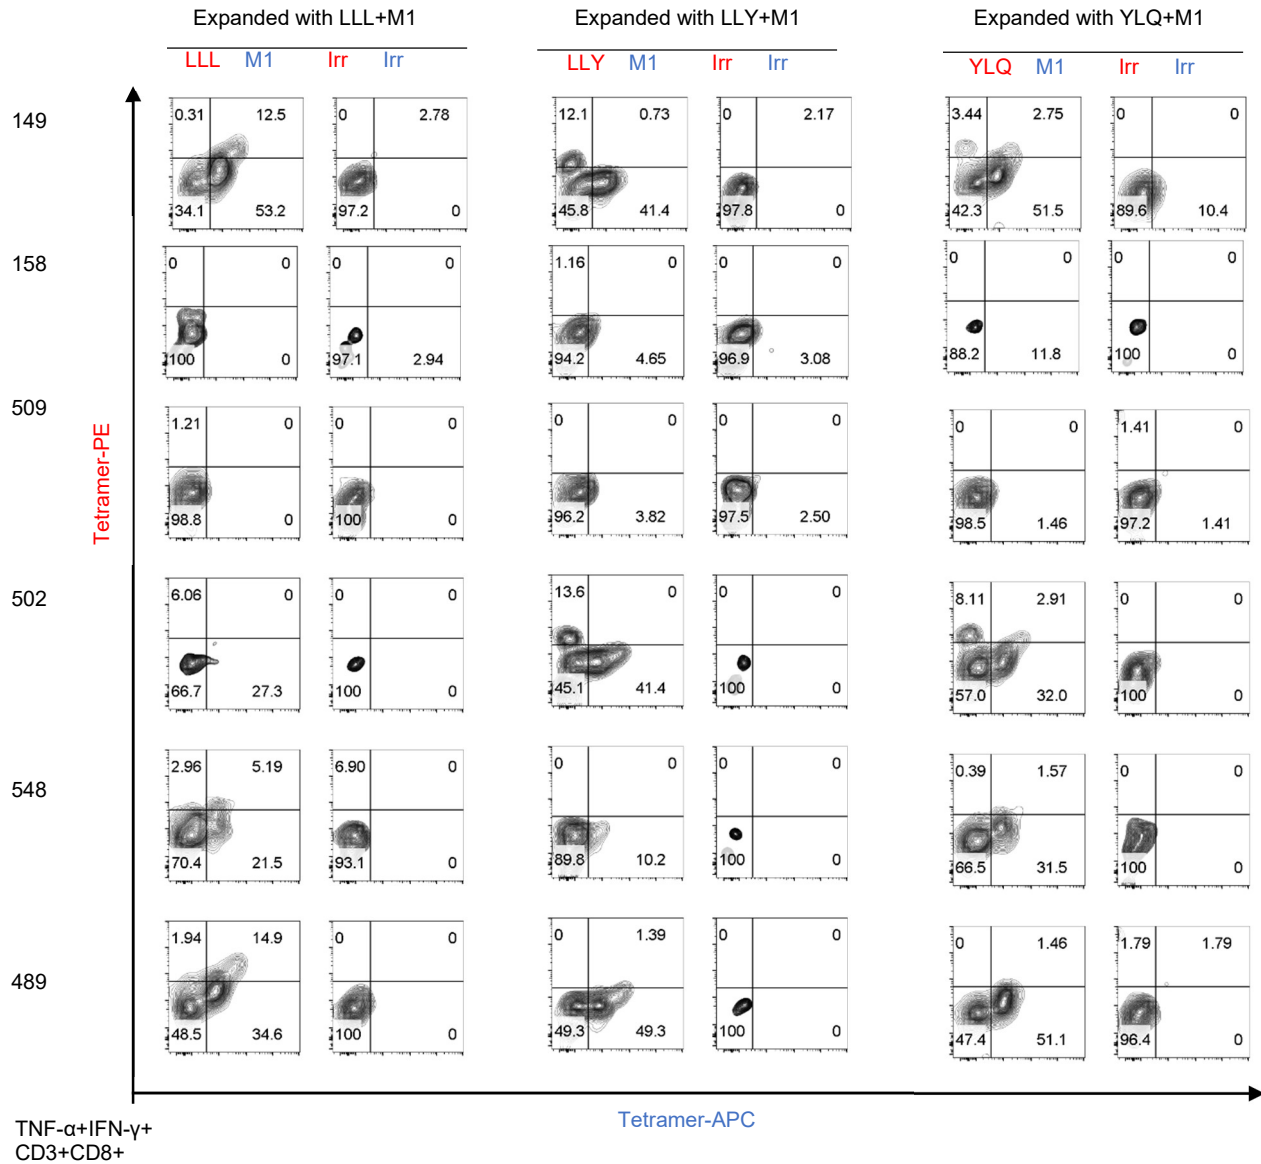 Expanded with LLL+M1 Expanded with LLY+M1 Expanded with YLQ+M1
LLL M1 Irr Irr LLY M1 Irr Irr YLQ M1 Irr Irr
149
0.31 12.5 0 2.78 12.1 0.73 0 2.17 3.44 2.75 0 0
34.1 53.2 97.2 0 45.8 41.4 97.8 0 42.3 51.5 89.6 10.4
158
0 0 0 0 1.16 0 0 0 0 0 0 0
100 0 97.1 2.94 94.2 4.65 96.9 3.08 88.2 11.8 100 0
509
1.21 0 0 0 0 0 0 0 0 0 1.41 0
98.8 0 100 0 96.2 3.82 97.5 2.50 98.5 1.46 97.2 1.41
Tetramer-PE
502
6.06 0 0 0 13.6 0 0 0 8.11 2.91 0 0
66.7 27.3 100 0 45.1 41.4 100 0 57.0 32.0 100 0
548
2.96 5.19 6.90 0 0 0 0 0 0.39 1.57 0 0
70.4 21.5 93.1 0 89.8 10.2 100 0 66.5 31.5 100 0
489
1.94 14.9 0 0 0 1.39 0 0 0 1.46 1.79 1.79
48.5 34.6 100 0 49.3 49.3 100 0 47.4 51.1 96.4 0
Tetramer-APC
TNF-α+IFN-γ+
CD3+CD8+